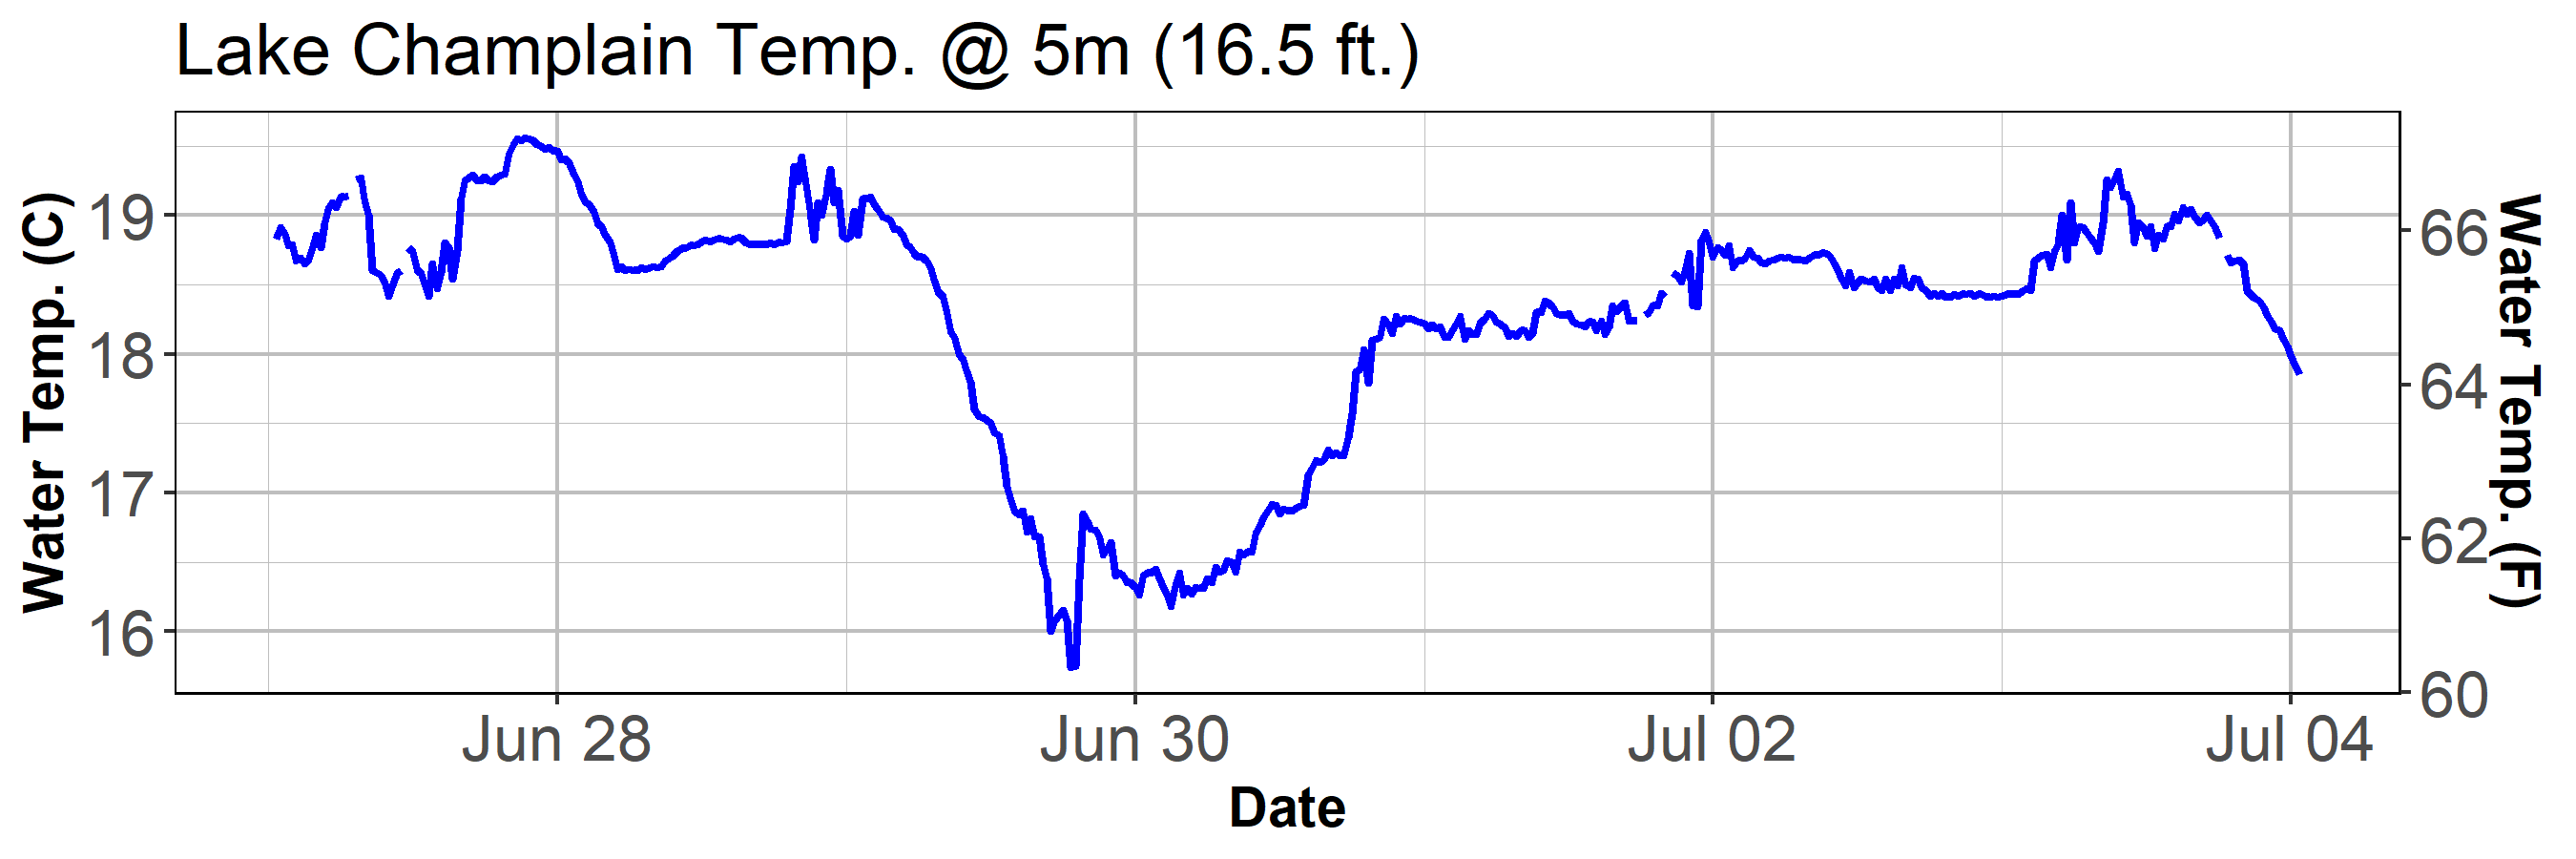 Lake Champlain Temp. @ 5m (16.5 ft.)
Water Temp. (C)
19
18
17
16
66
64
62
60
Water Temp. (F)
Jun 28
Jun 30
Jul 02
Jul 04
Date